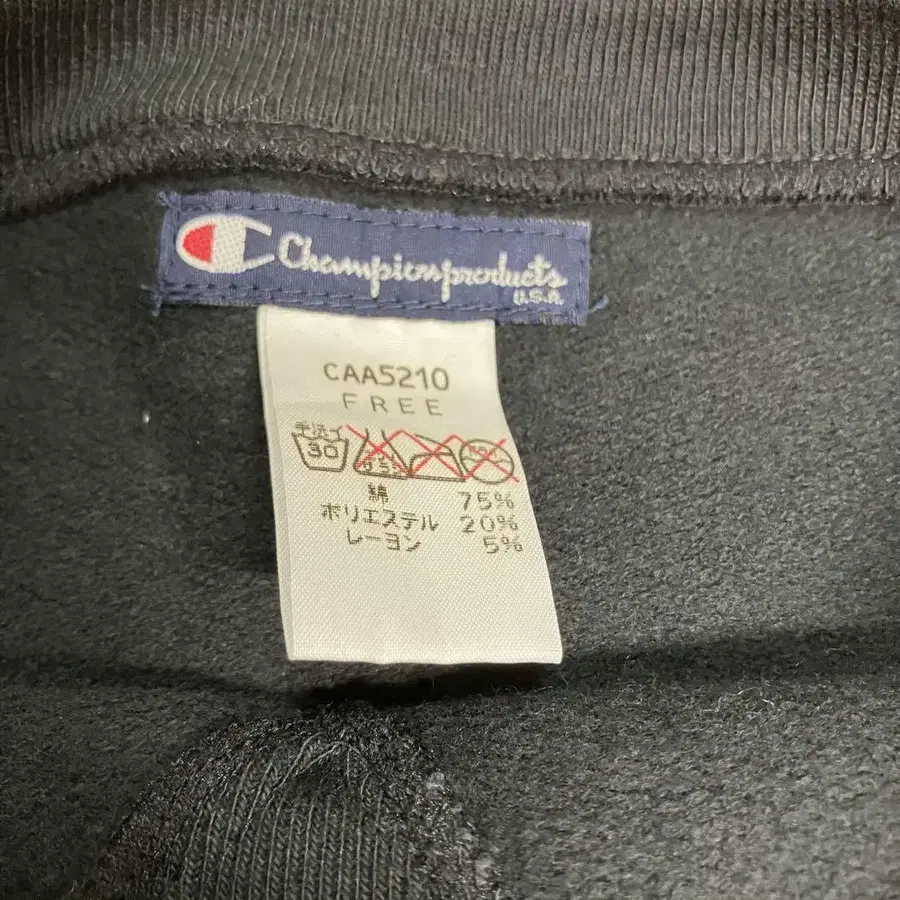 Championproducts
U.S.A.
CAA5210
FREE
手洗イ
30
綿 75%
ポリエステル 20%
レーヨン 5%